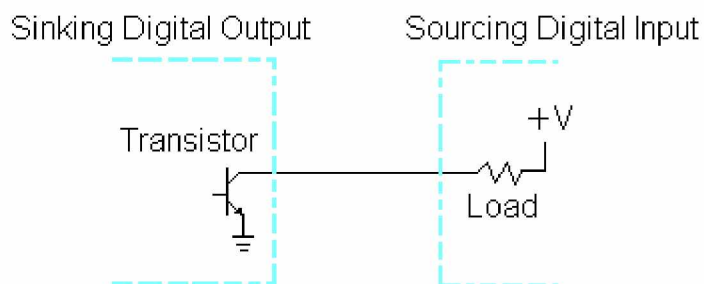 Sinking Digital Output
Sourcing Digital Input
Transistor
+V
Load